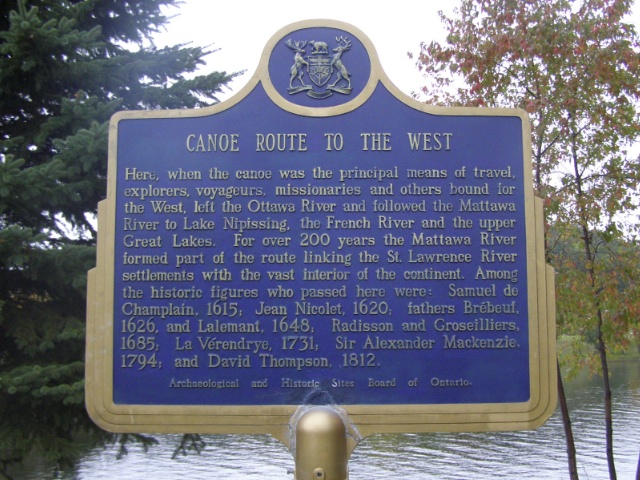 CANOE ROUTE TO THE WEST
Here, when the canoe was the principal means of travel,
explorers, voyageurs, missionaries and others bound for
the West, left the Ottawa River and followed the Mattawa
River to Lake Nipissing, the French River and the upper
Great Lakes. For over 200 years the Mattawa River
formed part of the route linking the St. Lawrence River
settlements with the vast interior of the continent. Among
the historic figures who passed here were: Samuel de
Champlain, 1615; Jean Nicolet, 1620; fathers Brébeuf,
1626, and Lalemant, 1648; Radisson and Groseilliers,
1685; La Vérendrye, 1731; Sir Alexander Mackenzie,
1794; and David Thompson, 1812.
Archaeological and Historic Sites Board of Ontario.